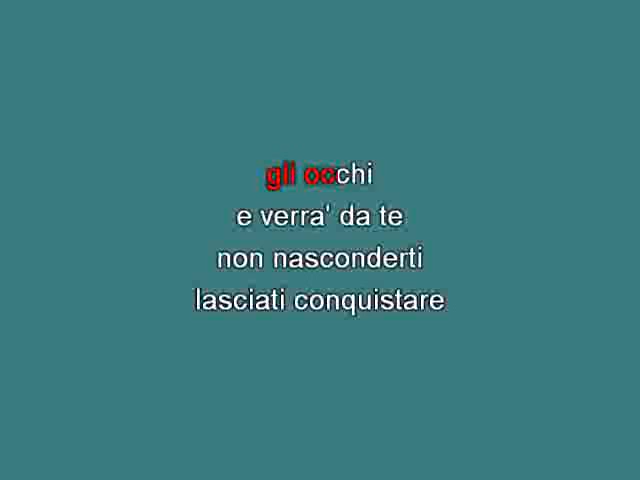 gli occhi
e verra' da te
non nasconderti
lasciati conquistare